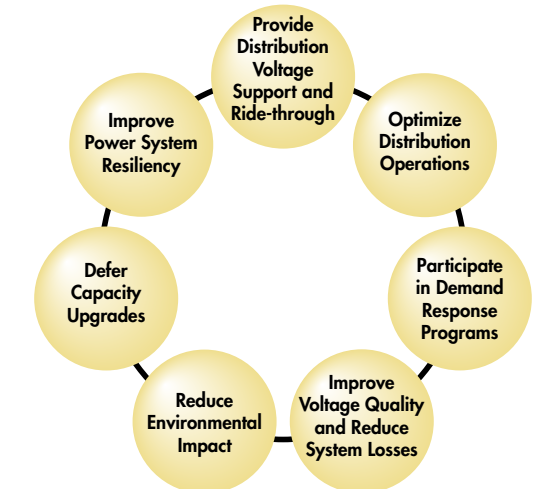 Provide
Distribution
Voltage
Support and
Ride-through
Optimize
Distribution
Operations
Participate
in Demand
Response
Programs
Improve
Voltage Quality
and Reduce
System Losses
Reduce
Environmental
Impact
Defer
Capacity
Upgrades
Improve
Power System
Resiliency